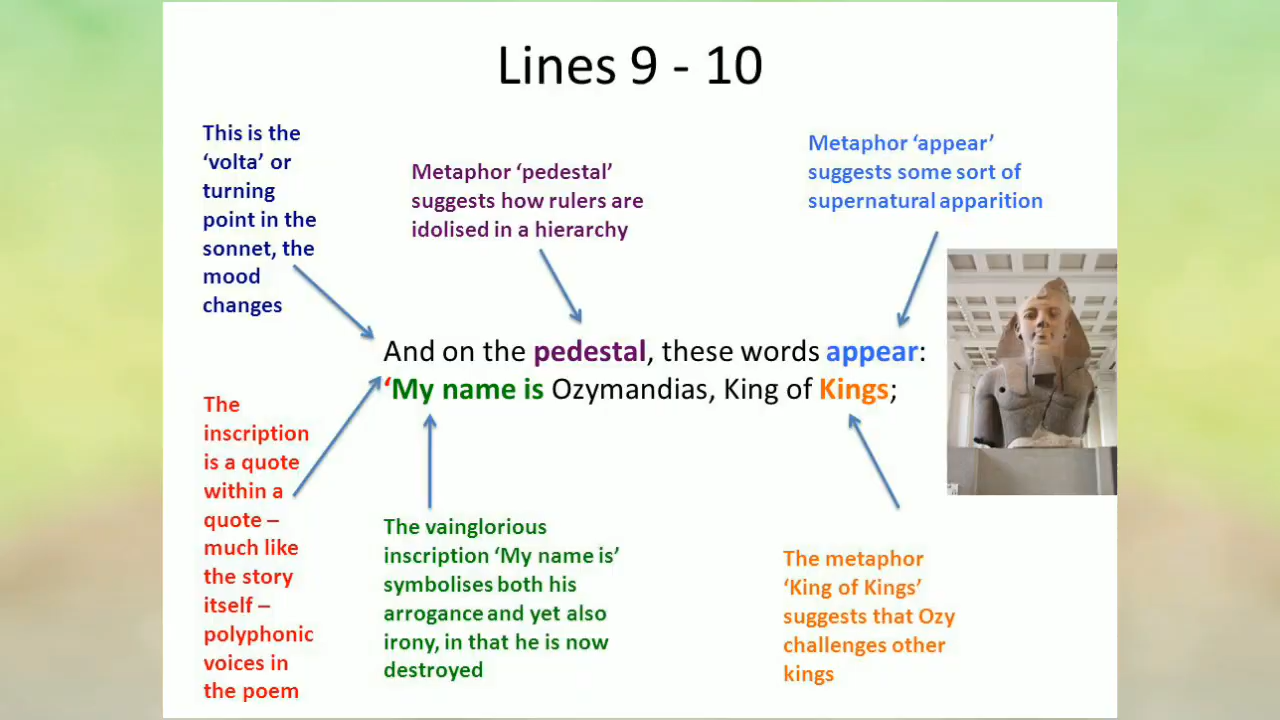 Lines 9 - 10
This is the
‘volta’ or
turning
point in the
sonnet, the
mood
changes
Metaphor ‘pedestal’
suggests how rulers are
idolised in a hierarchy
Metaphor ‘appear’
suggests some sort of
supernatural apparition
And on the pedestal, these words appear:
‘My name is Ozymandias, King of Kings;
The
inscription
is a quote
within a
quote –
much like
the story
itself –
polyphonic
voices in
the poem
The vainglorious
inscription ‘My name is’
symbolises both his
arrogance and yet also
irony, in that he is now
destroyed
The metaphor
‘King of Kings’
suggests that Ozy
challenges other
kings